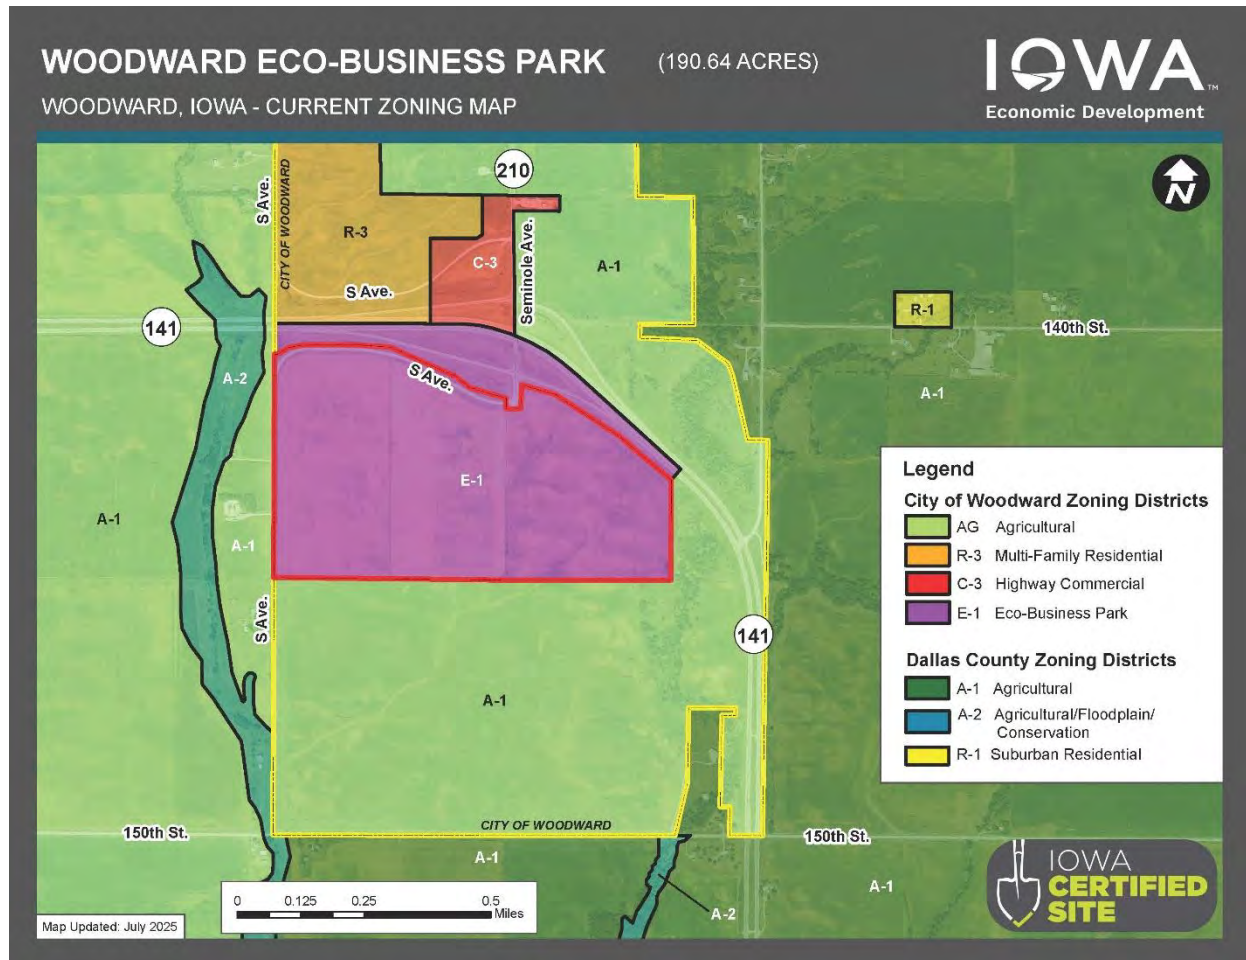 WOODWARD ECO-BUSINESS PARK (190.64 ACRES)
WOODWARD, IOWA - CURRENT ZONING MAP
IOWA™
Economic Development
210
N
S Ave.
CITY OF WOODWARD
R-3
C-3
Seminole Ave.
A-1
S Ave.
141
R-1
140th St.
A-2
S Ave.
A-1
E-1
A-1
A-1
S Ave.
141
A-1
150th St.
CITY OF WOODWARD
150th St.
A-1
A-1
A-2
Legend
City of Woodward Zoning Districts
AG Agricultural
R-3 Multi-Family Residential
C-3 Highway Commercial
E-1 Eco-Business Park
Dallas County Zoning Districts
A-1 Agricultural
A-2 Agricultural/Floodplain/
Conservation
R-1 Suburban Residential
0 0.125 0.25 0.5
Miles
Map Updated: July 2025
IOWA
CERTIFIED
SITE